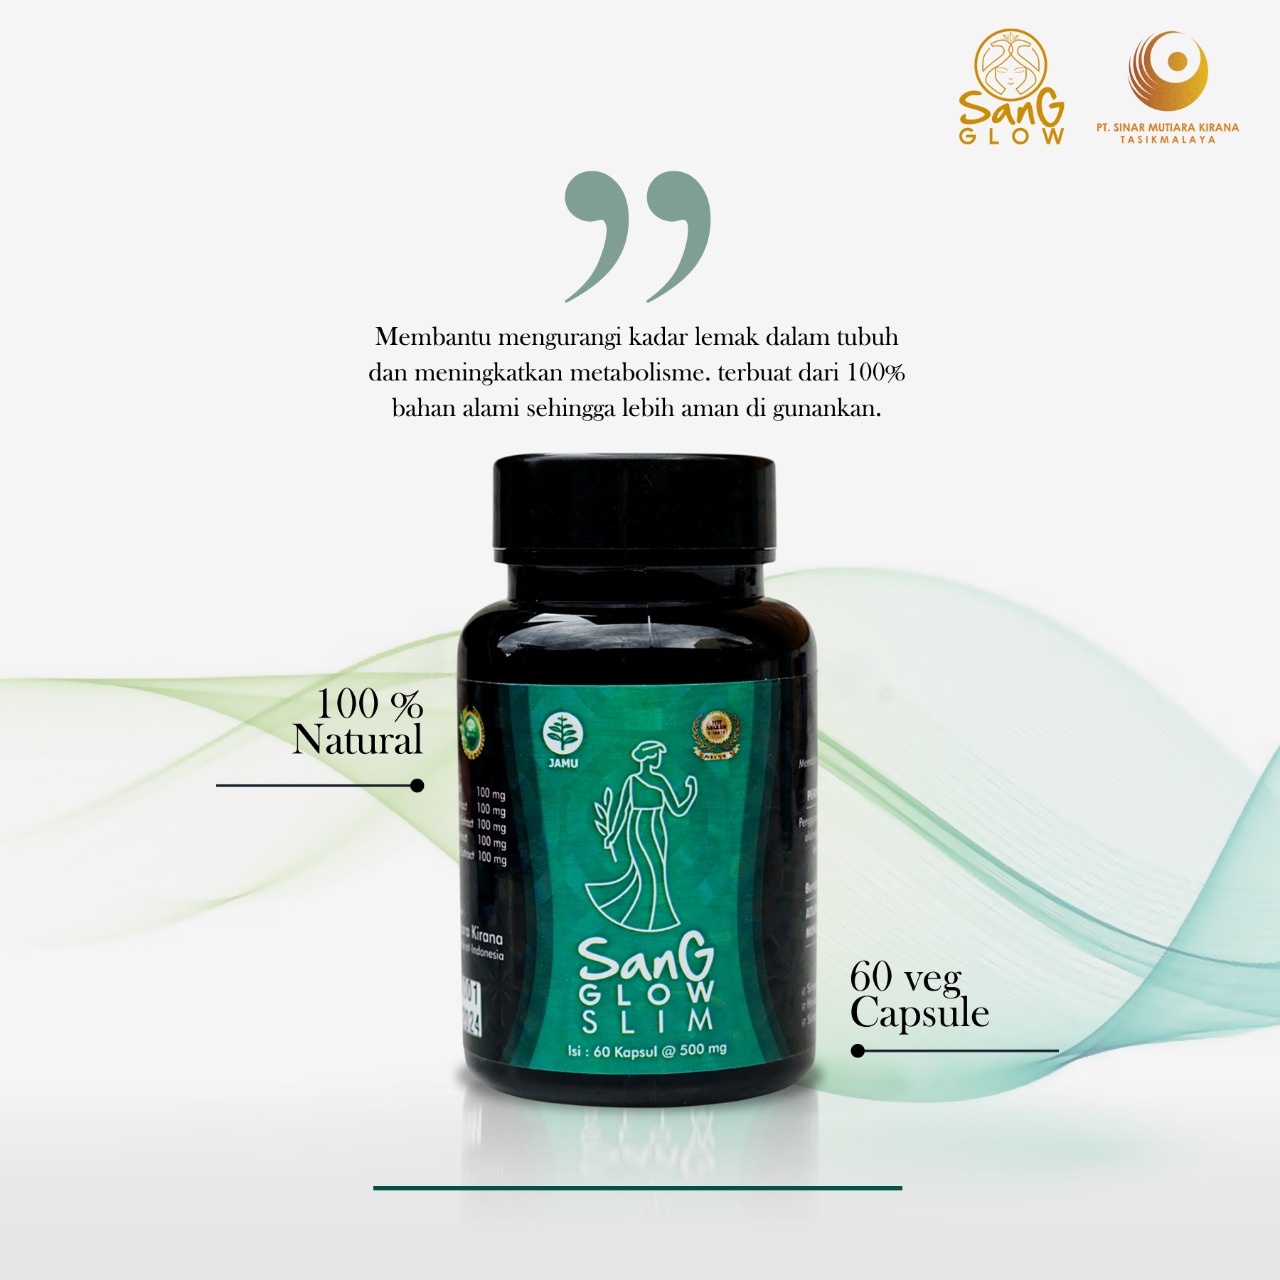 SanG
GLOW
PT. SINAR MUTIARA KIRANA
TASIKMALAYA
Membantu mengurangi kadar lemak dalam tubuh
dan meningkatkan metabolisme. terbuat dari 100%
bahan alami sehingga lebih aman di gunankan.
100 %
Natural
JAMU
100 mg
100 mg
100 mg
100 mg
100 mg
Kirana
Indonesia
SanG
GLOW
SLIM
Isi : 60 Kapsul @ 500 mg
60 veg
Capsule